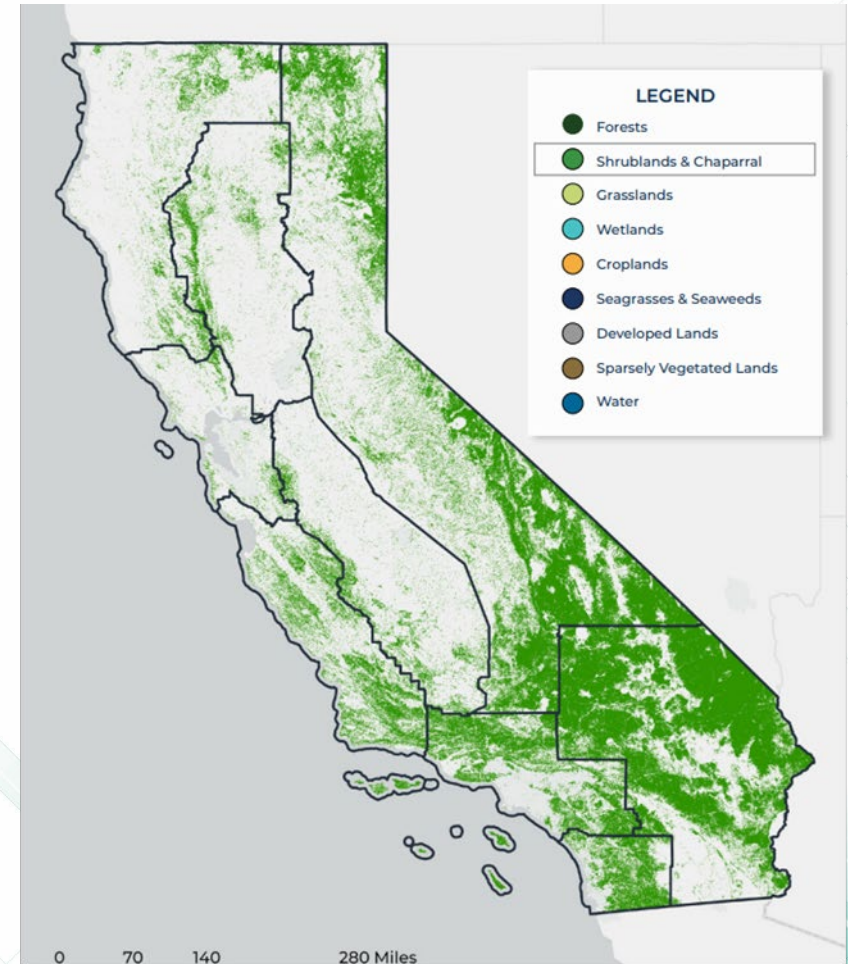 LEGEND
Forests
Shrublands & Chaparral
Grasslands
Wetlands
Croplands
Seagrasses & Seaweeds
Developed Lands
Sparsely Vegetated Lands
Water
0 70 140 280 Miles